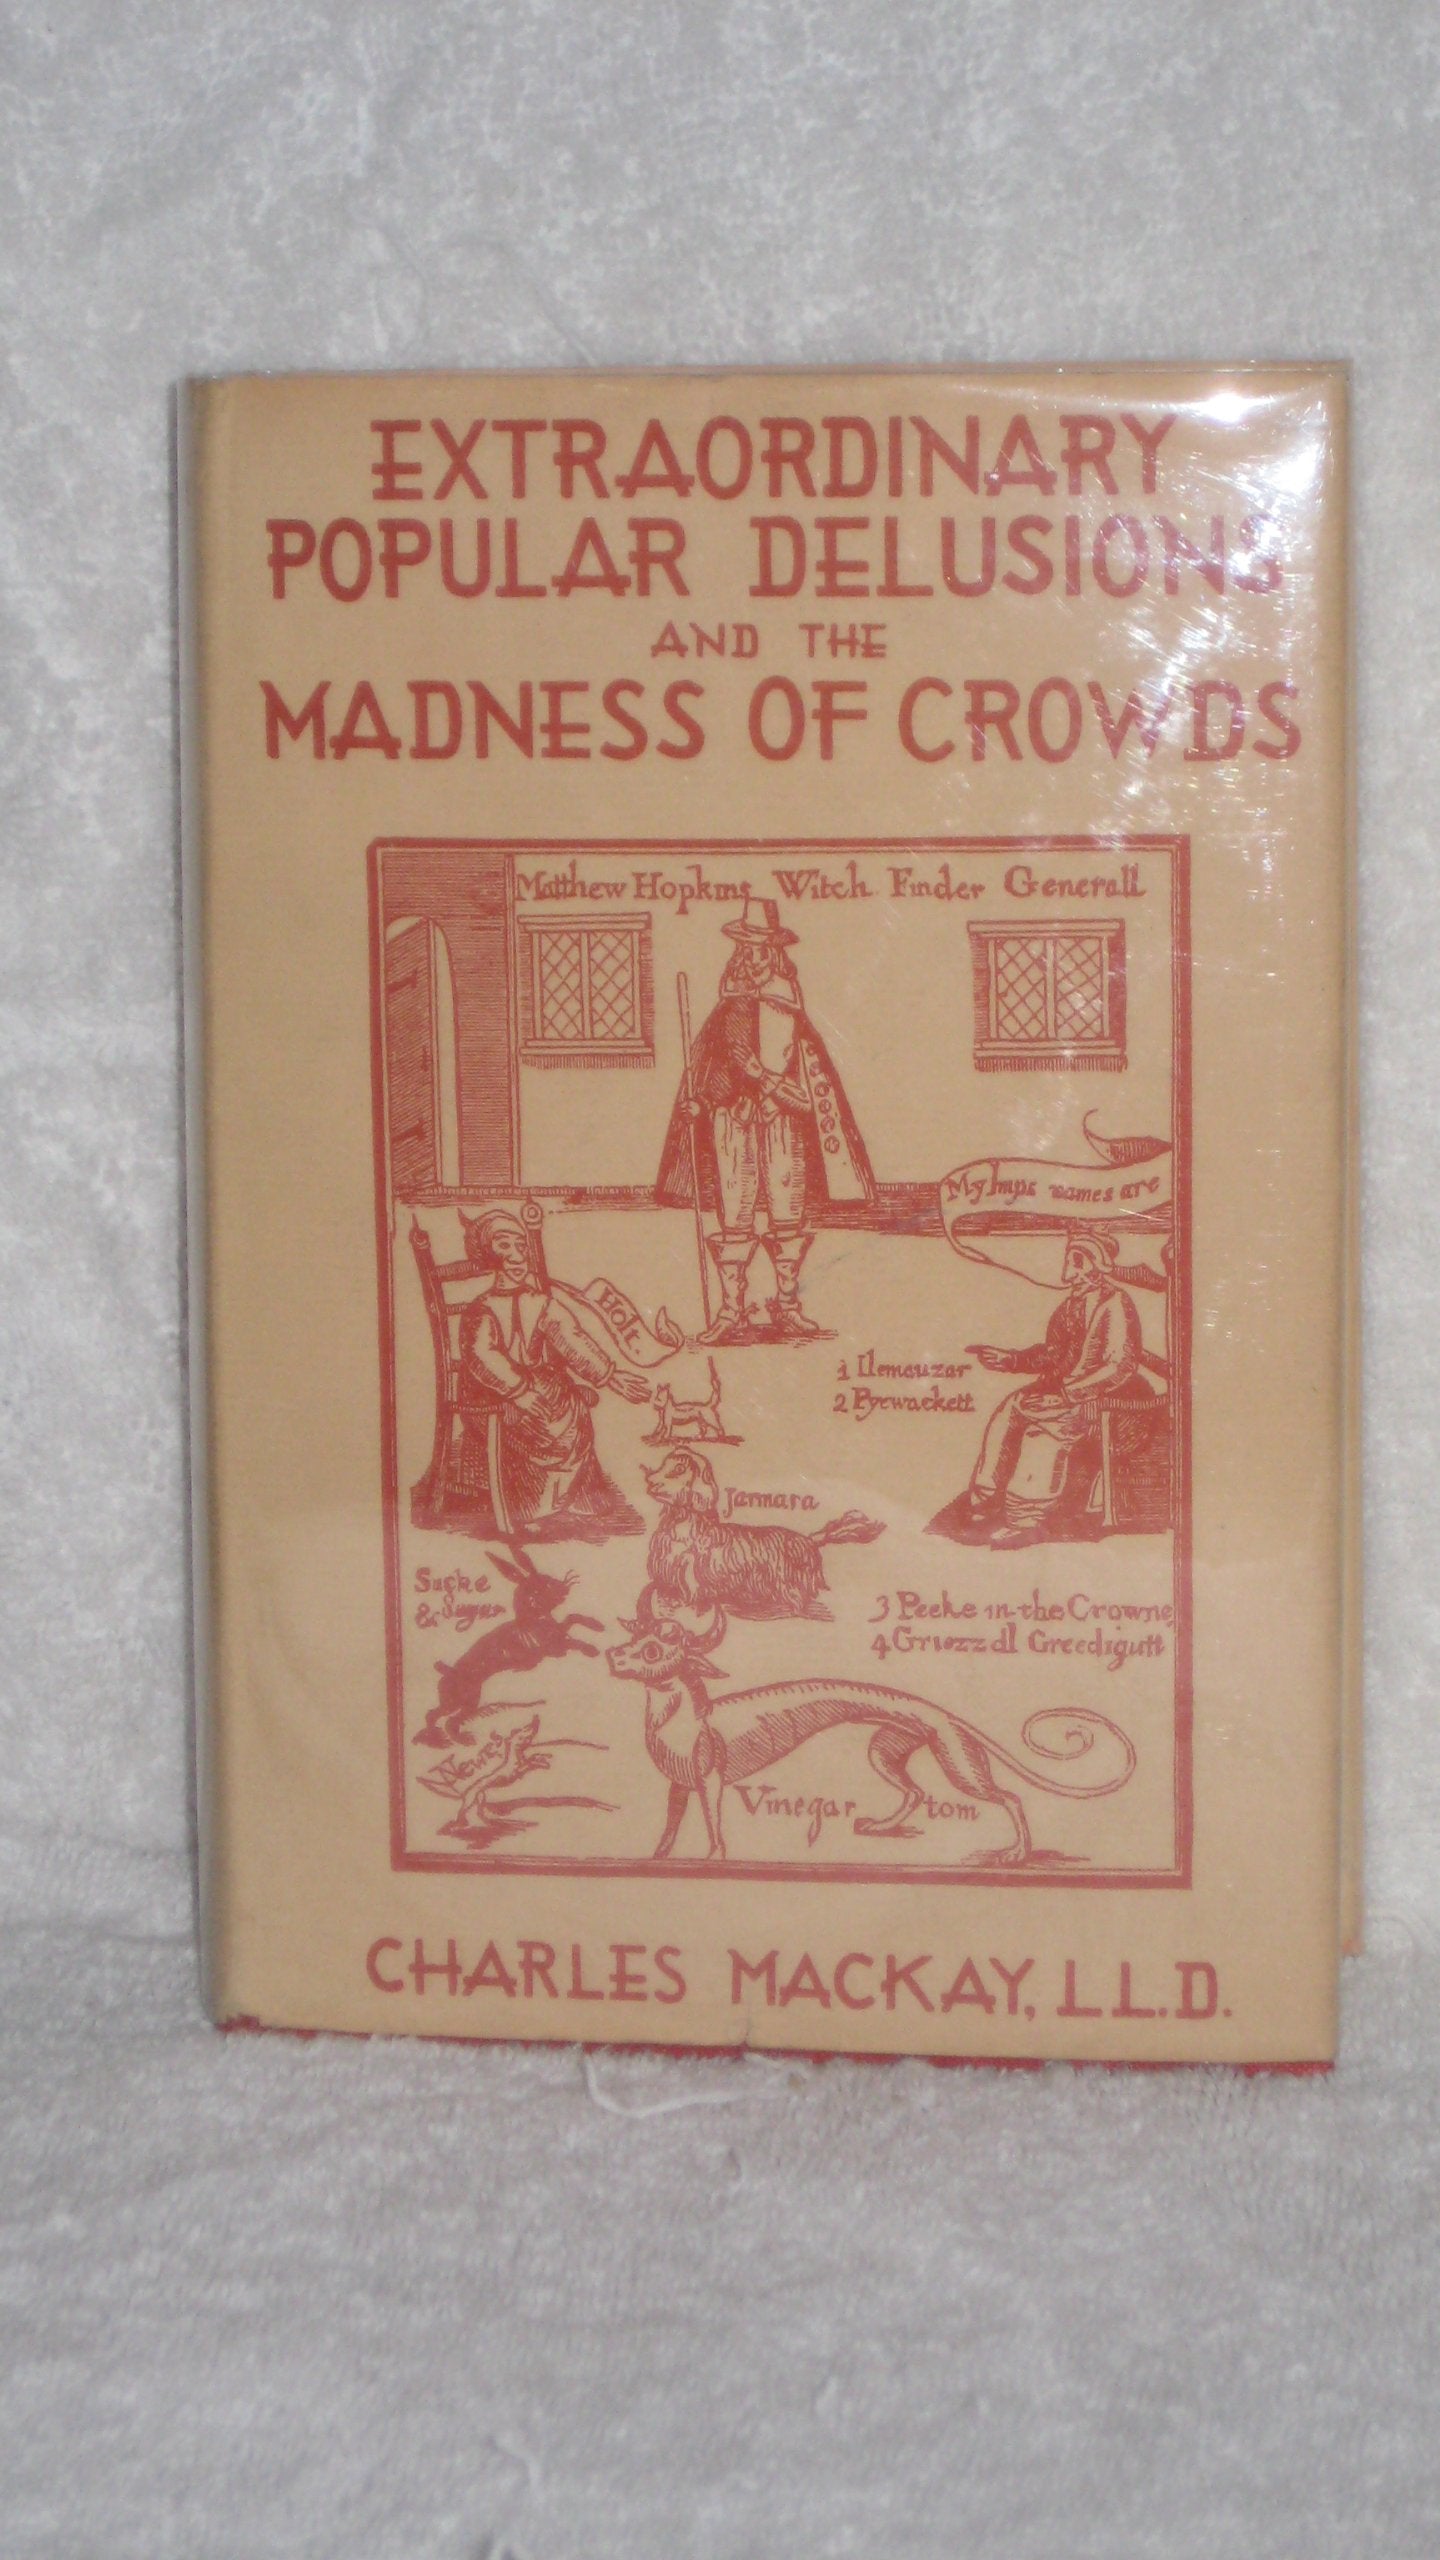 EXTRAORDINARY
POPULAR DELUSIONS
AND THE
MADNESS OF CROWDS
Matthew Hopkins Witch Finder Generall
My Imps names are
Holt.
1 Ilemauzar
2 Pyewackett
Jarmara
Sacke
& Sugar
3 Pecke in the Crowne
4 Griezzell Greedigutt
Newes
Vinegar tom
CHARLES MACKAY, LL.D.